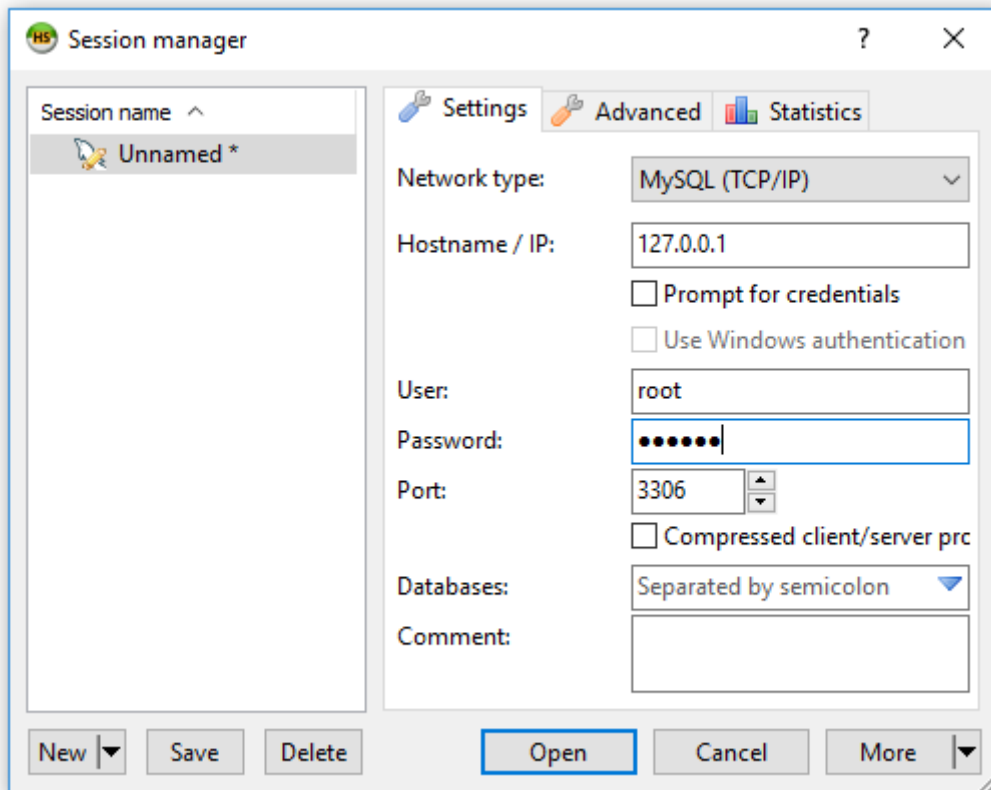 HS Session manager ?
Session name
Unnamed *
Settings Advanced Statistics
Network type: MySQL (TCP/IP)
Hostname / IP: 127.0.0.1
Prompt for credentials
Use Windows authentication
User: root
Password: ●●●●●●
Port: 3306
Compressed client/server prc
Databases: Separated by semicolon
Comment:
New Save Delete Open Cancel More